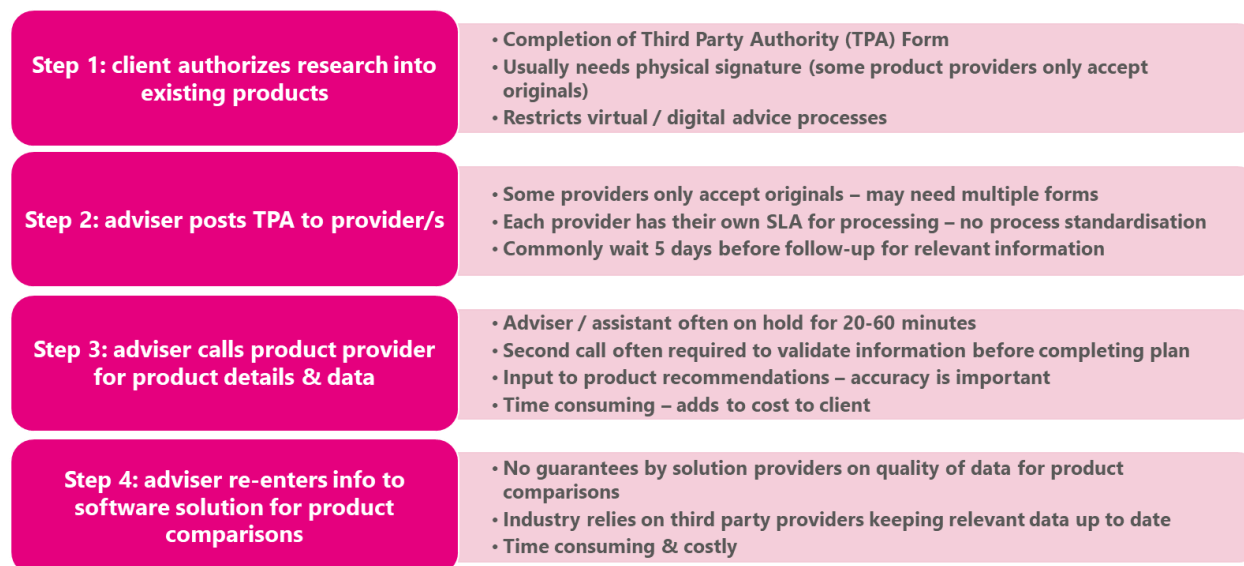 Step 1: client authorizes research into
existing products
• Completion of Third Party Authority (TPA) Form
• Usually needs physical signature (some product providers only accept
originals)
• Restricts virtual / digital advice processes
Step 2: adviser posts TPA to provider/s
• Some providers only accept originals – may need multiple forms
• Each provider has their own SLA for processing – no process standardisation
• Commonly wait 5 days before follow-up for relevant information
Step 3: adviser calls product provider
for product details & data
• Adviser / assistant often on hold for 20-60 minutes
• Second call often required to validate information before completing plan
• Input to product recommendations – accuracy is important
• Time consuming – adds to cost to client
Step 4: adviser re-enters info to
software solution for product
comparisons
• No guarantees by solution providers on quality of data for product
comparisons
• Industry relies on third party providers keeping relevant data up to date
• Time consuming & costly